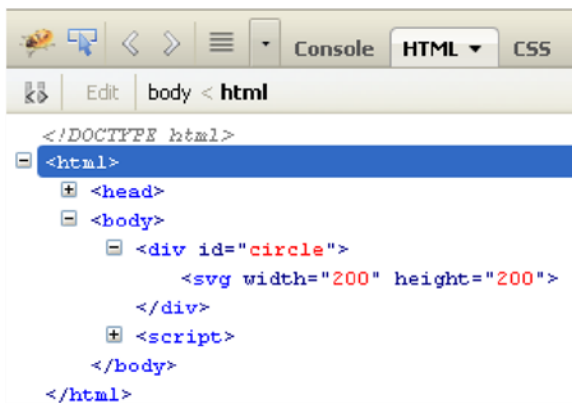 Console HTML CSS
Edit body < html
<!DOCTYPE html>
<html>
<head>
<body>
<div id="circle">
<svg width="200" height="200">
</div>
<script>
</body>
</html>